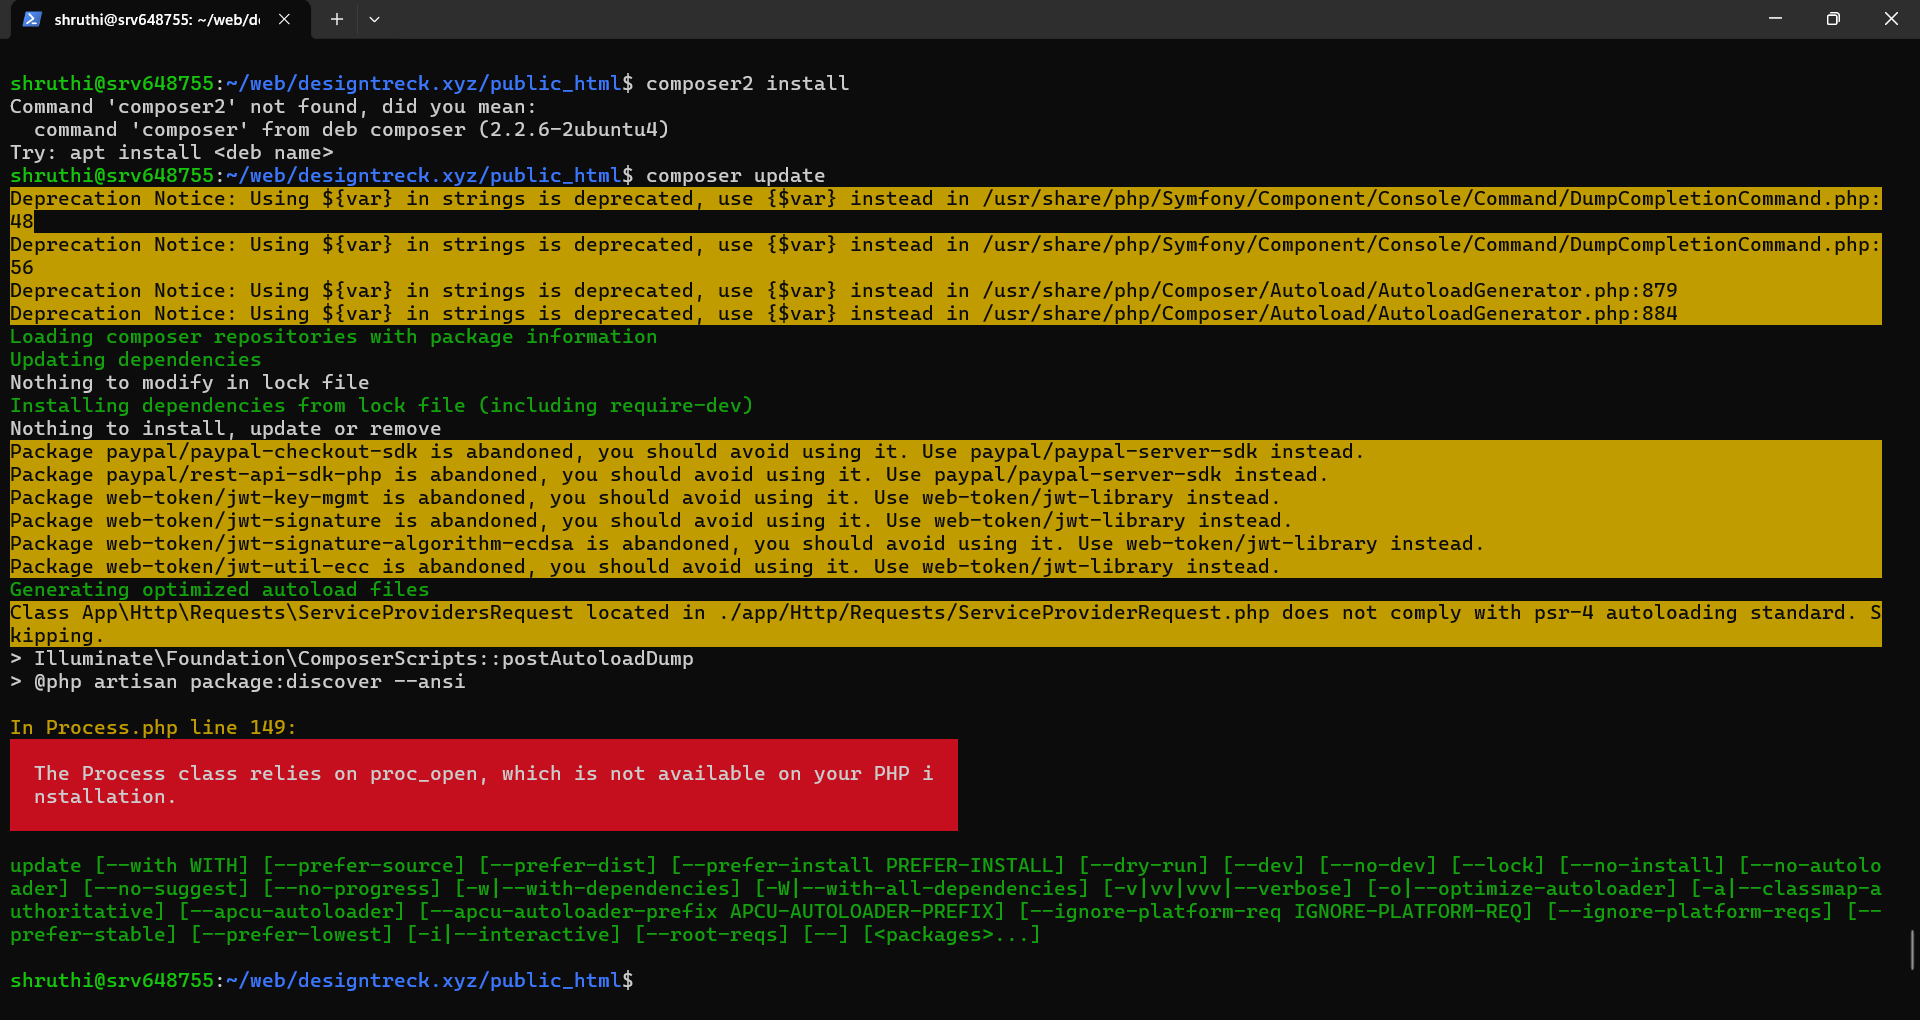 shruthi@srv648755: ~/web/de
shruthi@srv648755:~/web/designtreck.xyz/public_html$ composer2 install
Command 'composer2' not found, did you mean:
  command 'composer' from deb composer (2.2.6-2ubuntu4)
Try: apt install <deb name>
shruthi@srv648755:~/web/designtreck.xyz/public_html$ composer update
Deprecation Notice: Using ${var} in strings is deprecated, use {$var} instead in /usr/share/php/Symfony/Component/Console/Command/DumpCompletionCommand.php:
48
Deprecation Notice: Using ${var} in strings is deprecated, use {$var} instead in /usr/share/php/Symfony/Component/Console/Command/DumpCompletionCommand.php:
56
Deprecation Notice: Using ${var} in strings is deprecated, use {$var} instead in /usr/share/php/Composer/Autoload/AutoloadGenerator.php:879
Deprecation Notice: Using ${var} in strings is deprecated, use {$var} instead in /usr/share/php/Composer/Autoload/AutoloadGenerator.php:884
Loading composer repositories with package information
Updating dependencies
Nothing to modify in lock file
Installing dependencies from lock file (including require-dev)
Nothing to install, update or remove
Package paypal/paypal-checkout-sdk is abandoned, you should avoid using it. Use paypal/paypal-server-sdk instead.
Package paypal/rest-api-sdk-php is abandoned, you should avoid using it. Use paypal/paypal-server-sdk instead.
Package web-token/jwt-key-mgmt is abandoned, you should avoid using it. Use web-token/jwt-library instead.
Package web-token/jwt-signature is abandoned, you should avoid using it. Use web-token/jwt-library instead.
Package web-token/jwt-signature-algorithm-ecdsa is abandoned, you should avoid using it. Use web-token/jwt-library instead.
Package web-token/jwt-util-ecc is abandoned, you should avoid using it. Use web-token/jwt-library instead.
Generating optimized autoload files
Class App\Http\Requests\ServiceProvidersRequest located in ./app/Http/Requests/ServiceProviderRequest.php does not comply with psr-4 autoloading standard. S
kipping.
> Illuminate\Foundation\ComposerScripts::postAutoloadDump
> @php artisan package:discover --ansi
In Process.php line 149:
The Process class relies on proc_open, which is not available on your PHP i
nstallation.
update [--with WITH] [--prefer-source] [--prefer-dist] [--prefer-install PREFER-INSTALL] [--dry-run] [--dev] [--no-dev] [--lock] [--no-install] [--no-autolo
ader] [--no-suggest] [--no-progress] [-w|--with-dependencies] [-W|--with-all-dependencies] [-v|vv|vvv|--verbose] [-o|--optimize-autoloader] [-a|--classmap-a
uthoritative] [--apcu-autoloader] [--apcu-autoloader-prefix APCU-AUTOLOADER-PREFIX] [--ignore-platform-req IGNORE-PLATFORM-REQ] [--ignore-platform-reqs] [--
prefer-stable] [--prefer-lowest] [-i|--interactive] [--root-reqs] [--] [<packages>...]
shruthi@srv648755:~/web/designtreck.xyz/public_html$